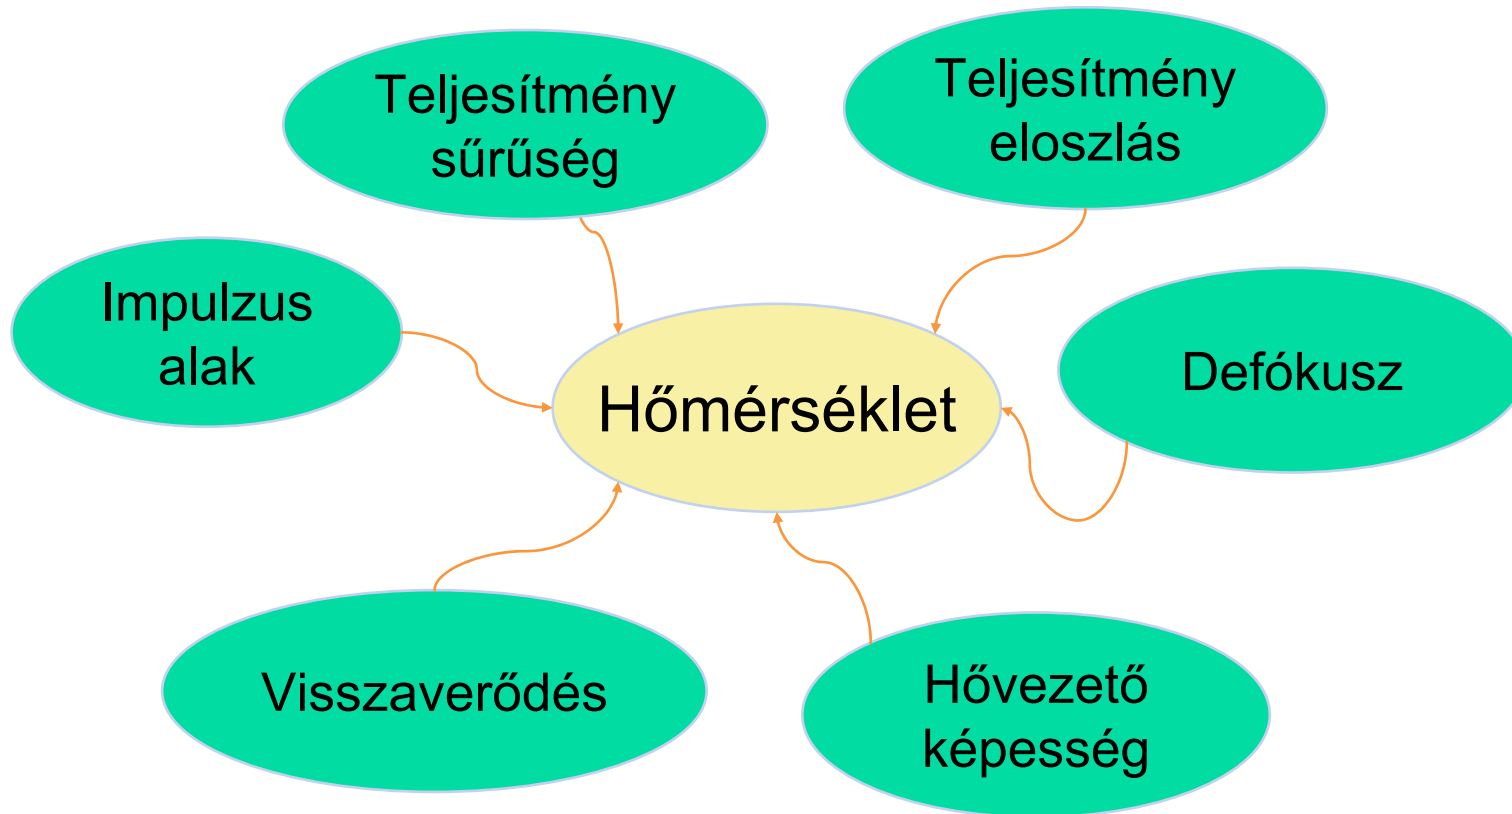 Teljesítmény
sűrűség
Teljesítmény
eloszlás
Impulzus
alak
Hőmérséklet
Defókusz
Visszaverődés
Hővezető
képesség